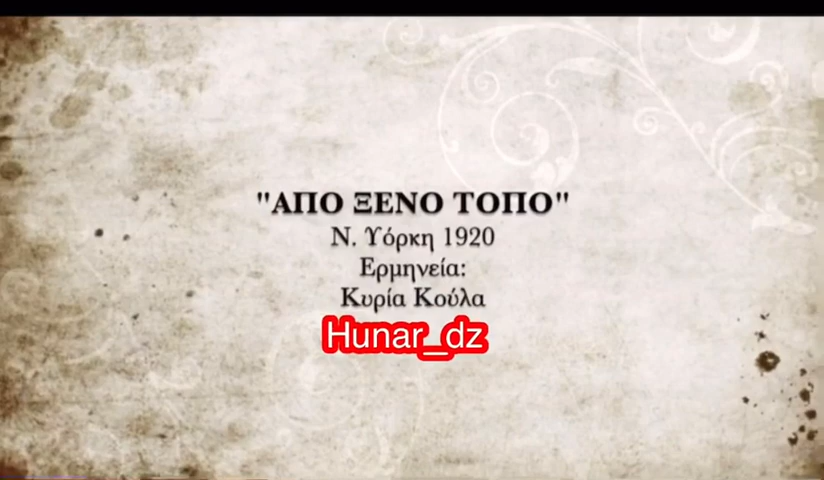 "ΑΠΟ ΞΕΝΟ ΤΟΠΟ"
Ν. Υόρκη 1920
Ερμηνεία:
Κυρία Κούλα
Hunar_dz